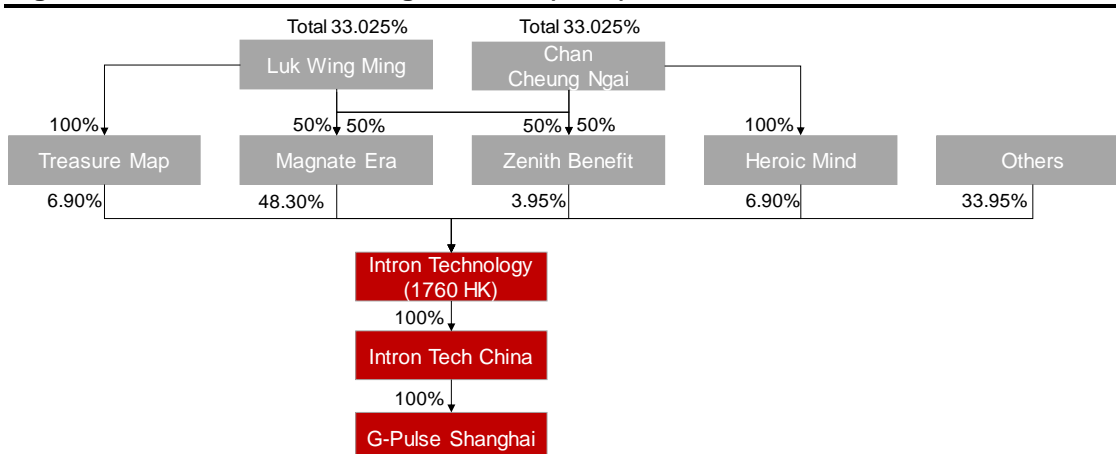 Total 33.025%
Total 33.025%
Luk Wing Ming
Chan
Cheung Ngai
100%
50%
50%
50%
50%
100%
Treasure Map
Magnate Era
Zenith Benefit
Heroic Mind
Others
6.90%
48.30%
3.95%
6.90%
33.95%
Intron Technology
(1760 HK)
100%
Intron Tech China
100%
G-Pulse Shanghai